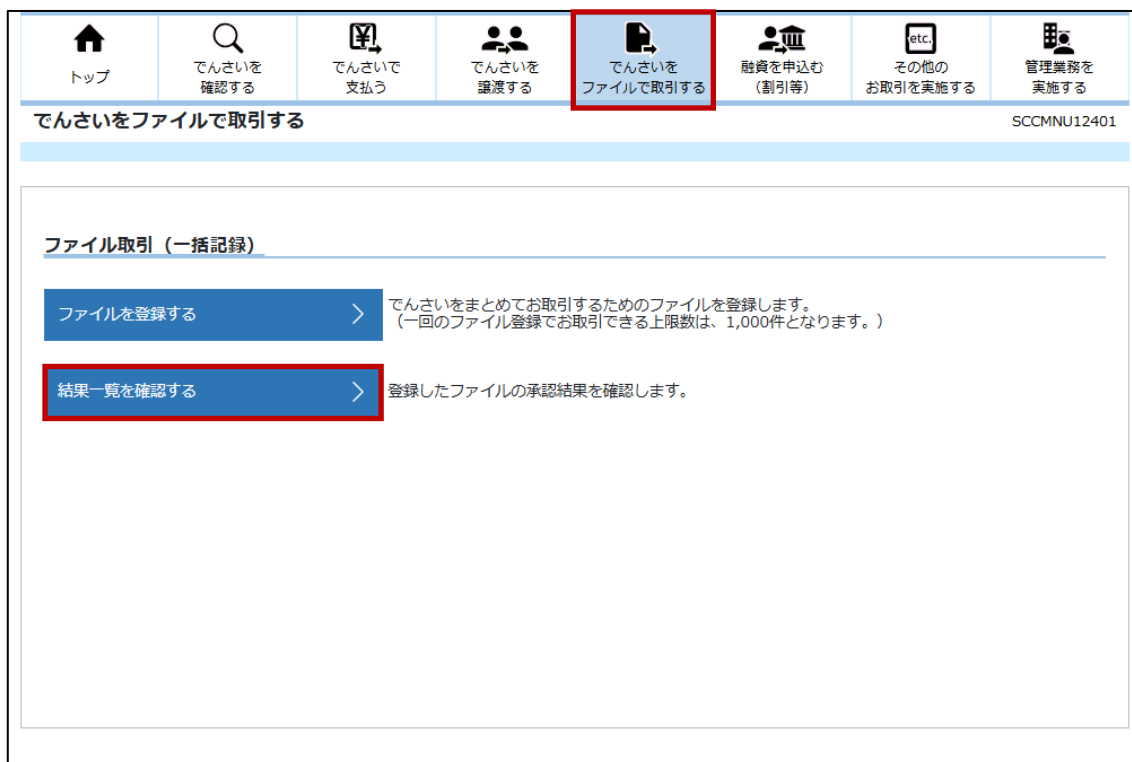 トップ
でんさいを
確認する
でんさいで
支払う
でんさいを
譲渡する
でんさいを
ファイルで取引する
融資を申込む
(割引等)
etc.
その他の
お取引を実施する
管理業務を
実施する
でんさいをファイルで取引する
SCCMNU12401
ファイル取引（一括記録）
ファイルを登録する
でんさいをまとめてお取引するためのファイルを登録します。
（一回のファイル登録でお取引できる上限数は、1,000件となります。）
結果一覧を確認する
登録したファイルの承認結果を確認します。